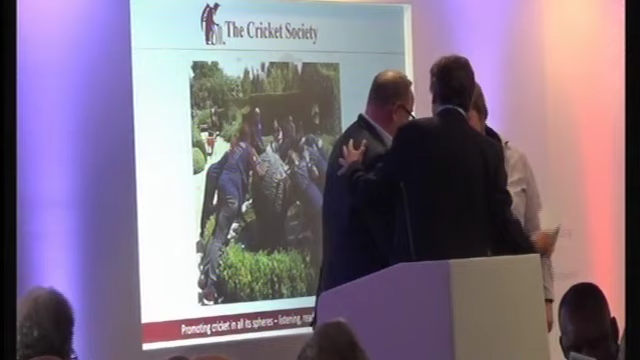 The Cricket Society
Promoting cricket in all its spheres – listening,